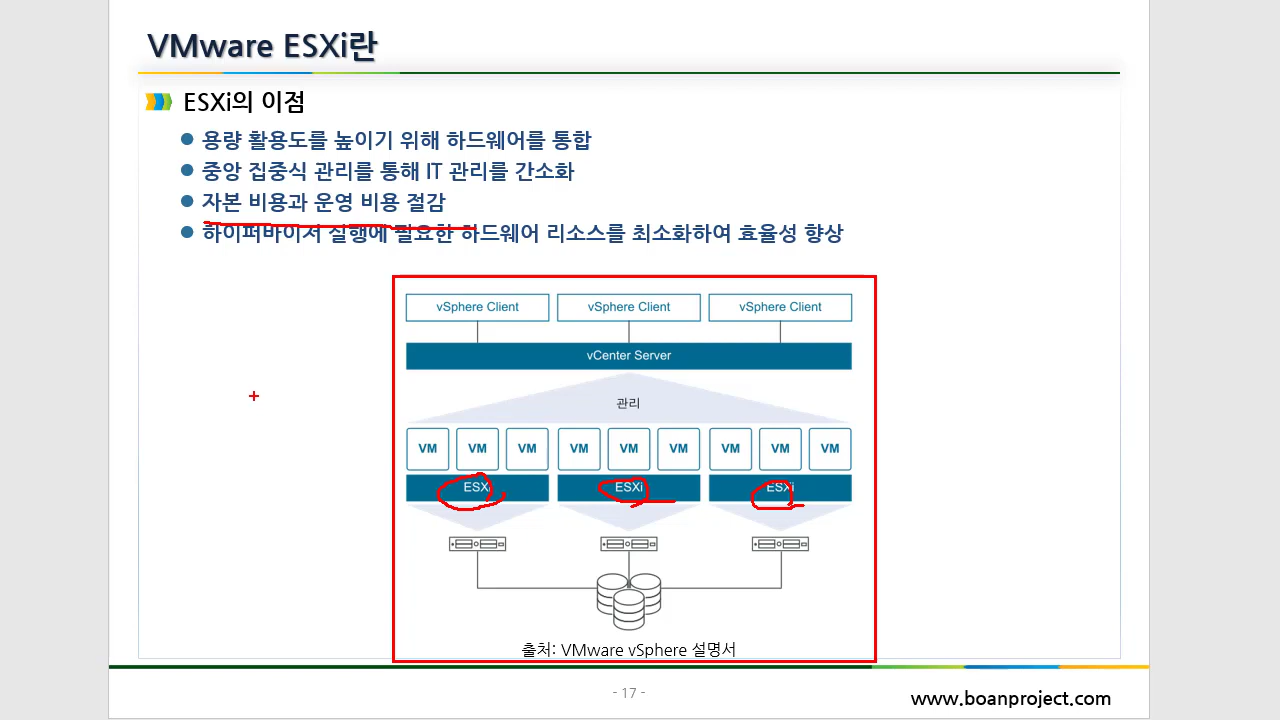 VMware ESXi란
ESXi의 이점
용량 활용도를 높이기 위해 하드웨어를 통합
중앙 집중식 관리를 통해 IT 관리를 간소화
자본 비용과 운영 비용 절감
하이퍼바이저 실행에 필요한 하드웨어 리소스를 최소화하여 효율성 향상
vSphere Client vSphere Client vSphere Client
vCenter Server
관리
VM VM VM VM VM VM VM VM VM
ESXi ESXi ESXi
출처: VMware vSphere 설명서
- 17 -
www.boanproject.com